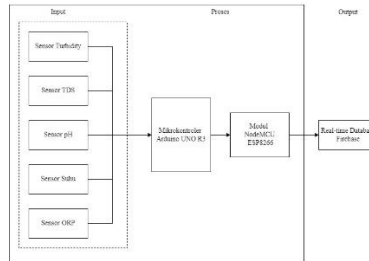 Input
Proses
Output
Sensor Turbidity
Sensor TDS
Sensor pH
Sensor Suhu
Sensor ORP
Mikrokontroler
Arduino UNO R3
Modul
NodeMCU
ESP8266
Real-time Database
Firebase